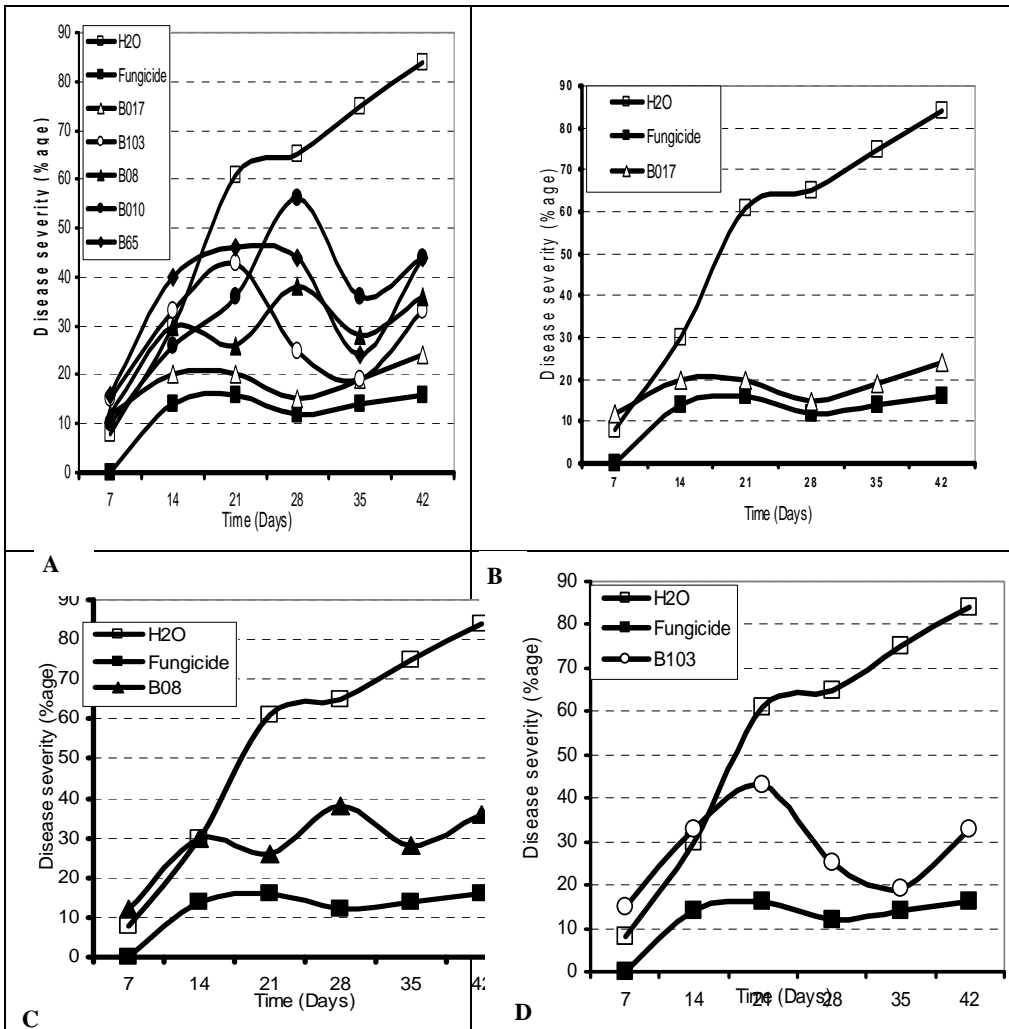 90
80
70
60
50
40
30
20
10
0
H2O
Fungicide
B017
B103
B08
B010
B65
Disease severity (%age)
7 14 21 28 35 42
Time (Days)
A
90
80
70
60
50
40
30
20
10
0
H2O
Fungicide
B017
Disease severity (%age)
7 14 21 28 35 42
Time (Days)
B
90
80
70
60
50
40
30
20
10
0
H2O
Fungicide
B08
Disease severity (%age)
7 14 21 28 35 42
Time (Days)
C
90
80
70
60
50
40
30
20
10
0
H2O
Fungicide
B103
Disease severity (%age)
7 14 21 28 35 42
Time (Days)
D